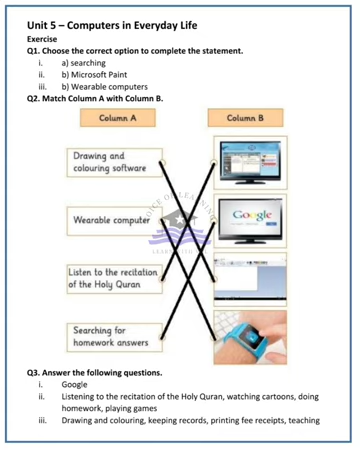 Unit 5 – Computers in Everyday Life
Exercise
Q1. Choose the correct option to complete the statement.
i. a) searching
ii. b) Microsoft Paint
iii. b) Wearable computers
Q2. Match Column A with Column B.
Column A
Column B
Drawing and
colouring software
Wearable computer
Google
Listen to the recitation
of the Holy Quran
Searching for
homework answers
Q3. Answer the following questions.
i. Google
ii. Listening to the recitation of the Holy Quran, watching cartoons, doing
homework, playing games
iii. Drawing and colouring, keeping records, printing fee receipts, teaching